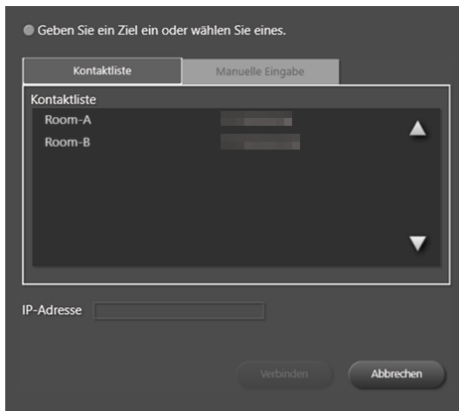 Geben Sie ein Ziel ein oder wählen Sie eines.
Kontaktliste Manuelle Eingabe
Kontaktliste
Room-A
Room-B
IP-Adresse
Verbinden Abbrechen